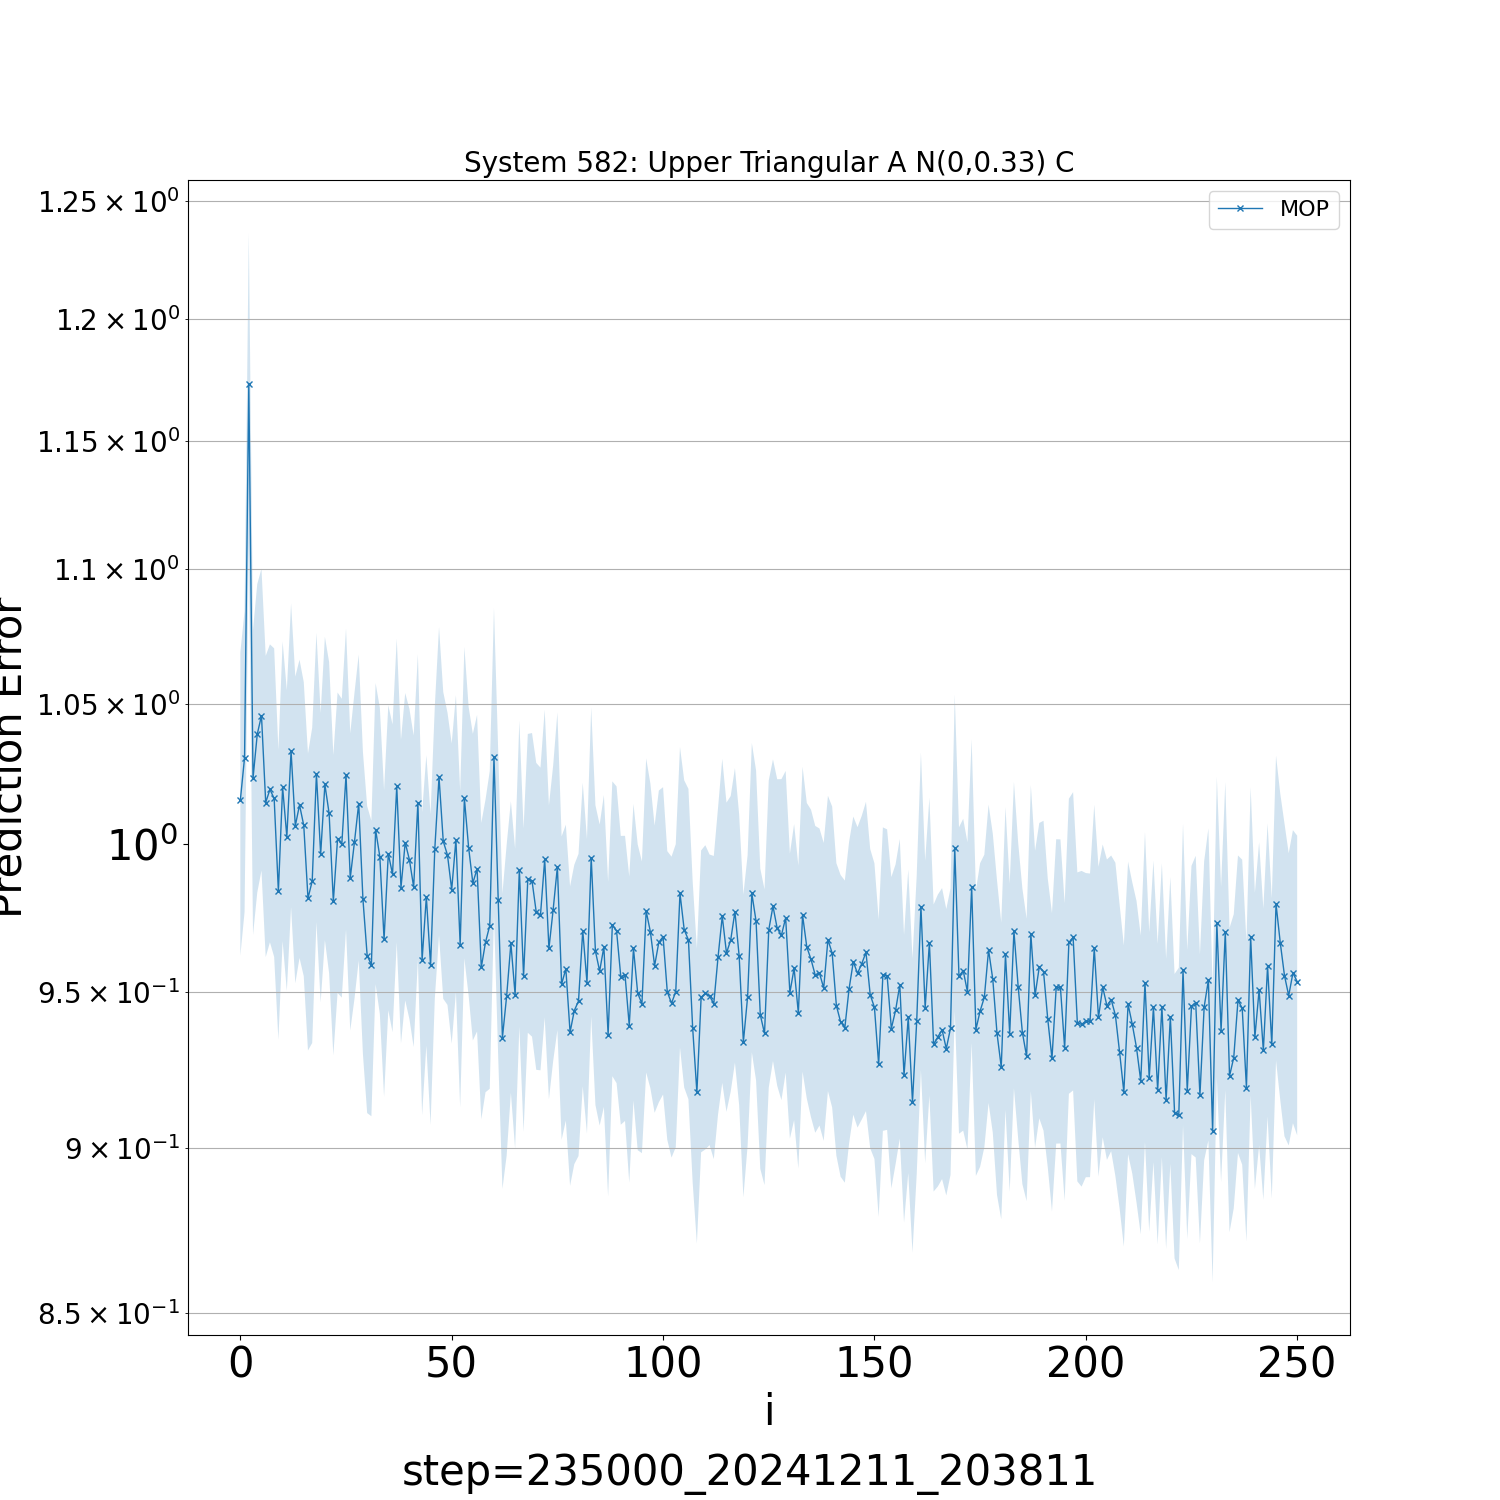 System 582: Upper Triangular A N(0,0.33) C
MOP
Prediction Error
1.25 × 10⁰
1.2 × 10⁰
1.15 × 10⁰
1.1 × 10⁰
1.05 × 10⁰
10⁰
9.5 × 10⁻¹
9 × 10⁻¹
8.5 × 10⁻¹
0 50 100 150 200 250
i
step=235000_20241211_203811